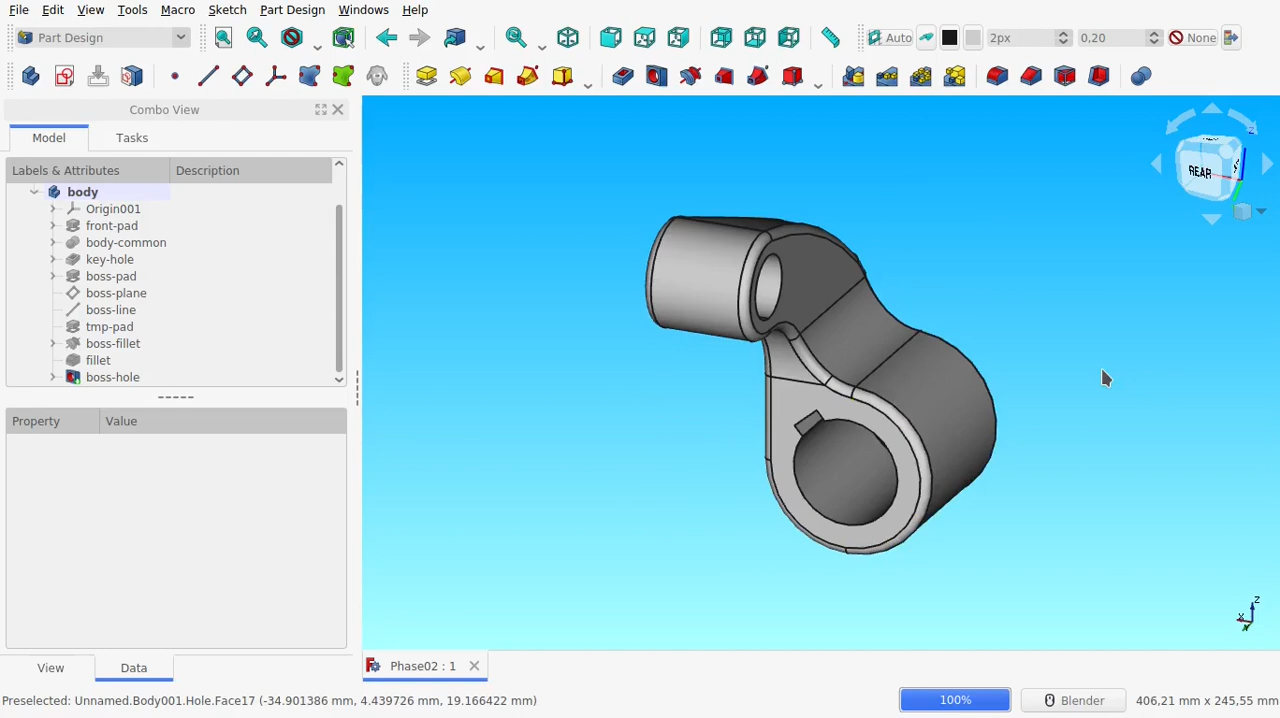 File Edit View Tools Macro Sketch Part Design Windows Help
Part Design Auto 2px 0,20 None
Combo View
Model Tasks
Labels & Attributes Description
body
Origin001
front-pad
body-common
key-hole
boss-pad
boss-plane
boss-line
tmp-pad
boss-fillet
fillet
boss-hole
Property Value
REAR
Z
X
Y
Z
View Data
Phase02 : 1
Preselected: Unnamed.Body001.Hole.Face17 (-34.901386 mm, 4.439726 mm, 19.166422 mm) 100% Blender 406,21 mm x 245,55 mm